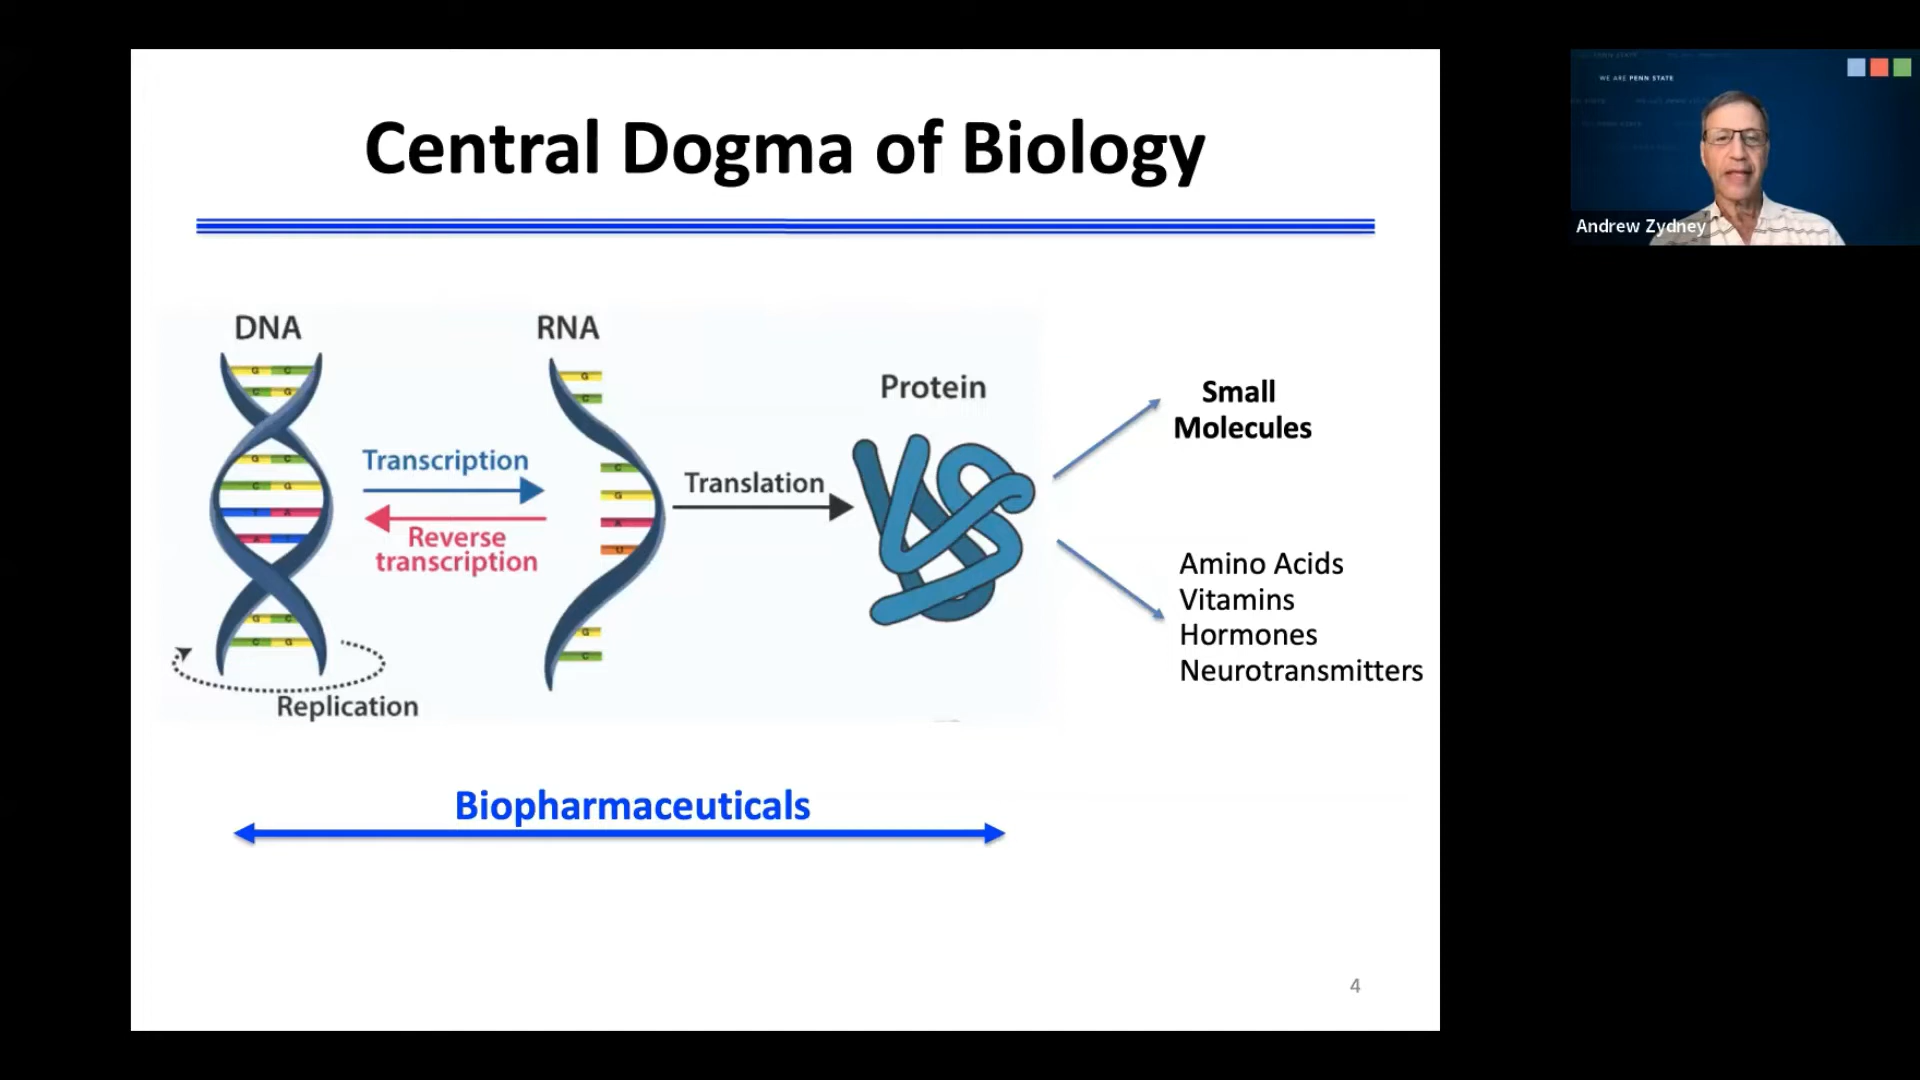 Central Dogma of Biology
WE ARE PENN STATE
Andrew Zydney
DNA
RNA
Protein
Small
Molecules
G C
C G
G C
C G
T A
A T
G C
C G
G
C
C
G
A
U
G
C
Transcription
Reverse
transcription
Translation
Amino Acids
Vitamins
Hormones
Neurotransmitters
Replication
Biopharmaceuticals
4